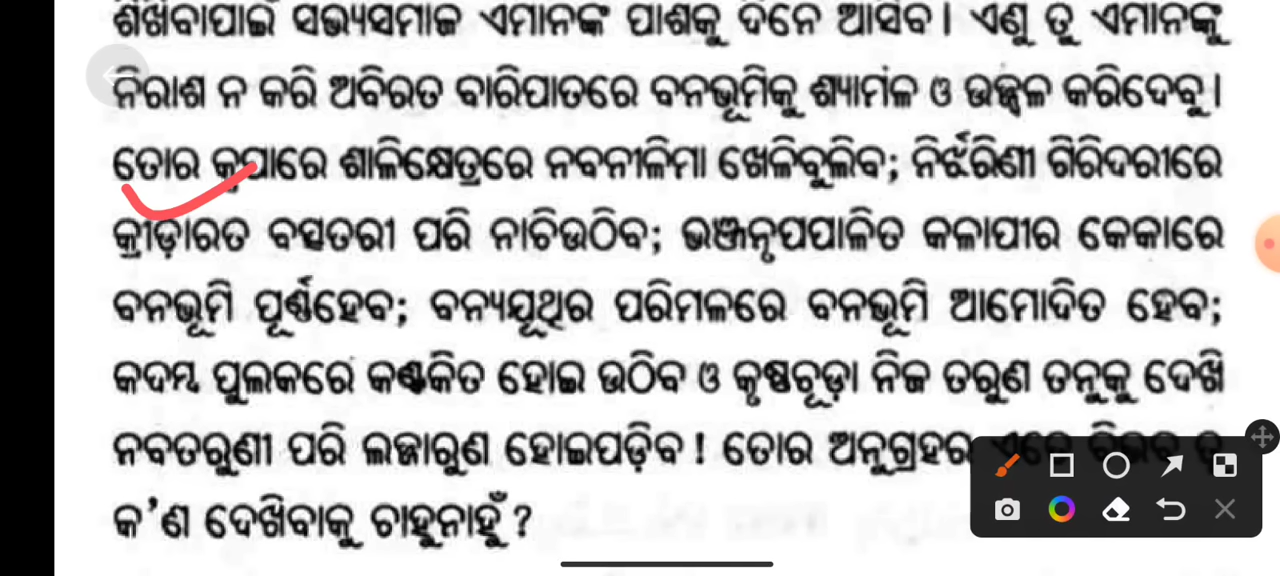 ଶିଖିବାପାଇଁ ସଭ୍ୟସମାଜ ଏମାନଙ୍କ ପାଶକୁ ଦିନେ ଆସିବ। ଏଣୁ ତୁ ଏମାନଙ୍କୁ
ନିରାଶ ନ କରି ଅବିରତ ବାରିପାତରେ ବନଭୂମିକୁ ଶ୍ୟାମଳ ଓ ଉଜ୍ଜ୍ୱଳ କରିଦେବୁ।
ତୋର କୃପାରେ ଶାଳିକ୍ଷେତ୍ରରେ ନବନୀଳିମା ଖେଳିବୁଲିବ; ନିର୍ଝରିଣୀ ଗିରିଦରୀରେ
କ୍ରୀଡ଼ାରତ ବତ୍ସତରୀ ପରି ନାଚିଉଠିବ; ଭଞ୍ଜନୃପପାଳିତ କଳାପୀର କେକାରେ
ବନଭୂମି ପୂର୍ଣ୍ଣହେବ; ବନ୍ୟଯୂଥିର ପରିମଳରେ ବନଭୂମି ଆମୋଦିତ ହେବ;
କଦମ୍ବ ପୁଲକରେ କଣ୍ଟକିତ ହୋଇ ଉଠିବ ଓ କୃଷ୍ଣଚୂଡ଼ା ନିଜ ତରୁଣ ତନୁକୁ ଦେଖି
ନବତରୁଣୀ ପରି ଲଜ୍ଜାରୁଣ ହୋଇପଡ଼ିବ! ତୋର ଅନୁଗ୍ରହର
କ'ଣ ଦେଖିବାକୁ ଚାହୁନାହୁଁ?